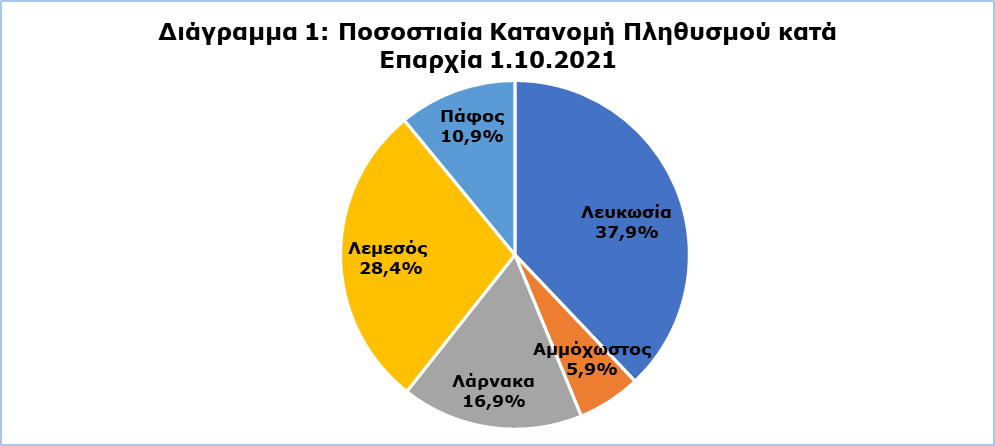 Διάγραμμα 1: Ποσοστιαία Κατανομή Πληθυσμού κατά
Επαρχία 1.10.2021
Πάφος
10,9%
Λευκωσία
37,9%
Λεμεσός
28,4%
Αμμόχωστος
5,9%
Λάρνακα
16,9%